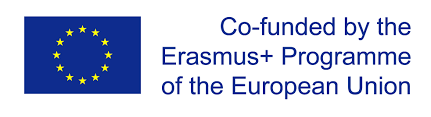 Co-funded by the
Erasmus+ Programme
of the European Union